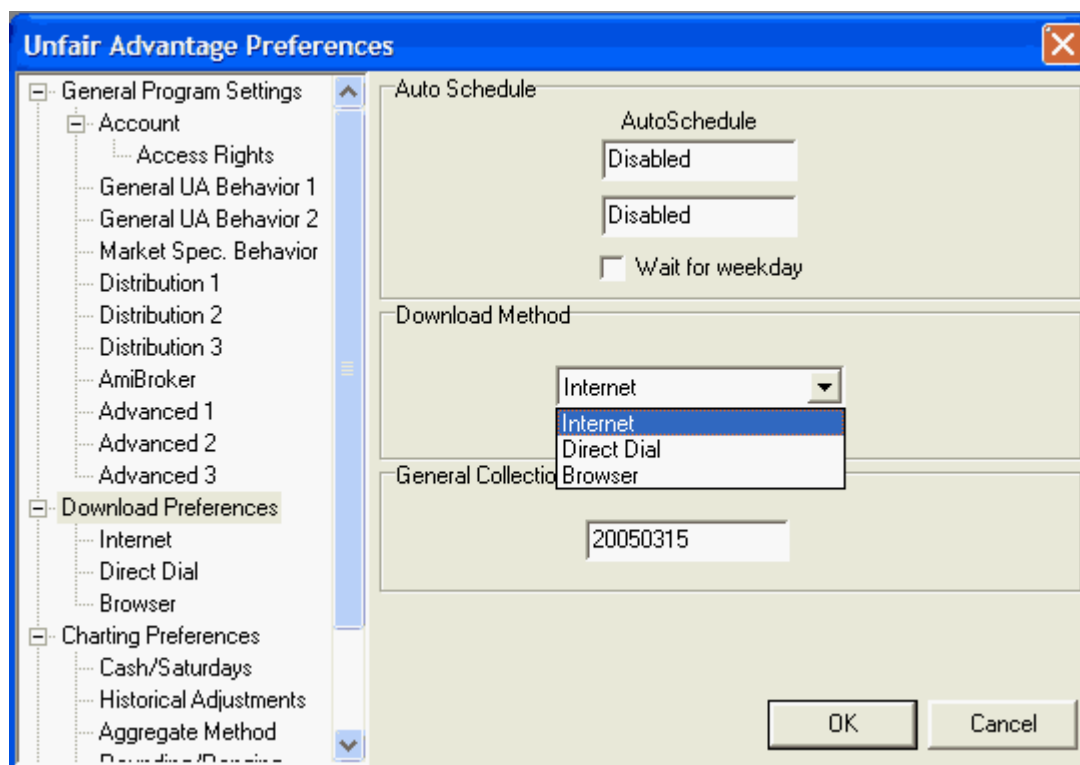 Unfair Advantage Preferences
General Program Settings
Account
Access Rights
General UA Behavior 1
General UA Behavior 2
Market Spec. Behavior
Distribution 1
Distribution 2
Distribution 3
AmiBroker
Advanced 1
Advanced 2
Advanced 3
Download Preferences
Internet
Direct Dial
Browser
Charting Preferences
Cash/Saturdays
Historical Adjustments
Aggregate Method
Auto Schedule
AutoSchedule
Disabled
Disabled
Wait for weekday
Download Method
Internet
Internet
Direct Dial
Browser
General Collectio
20050315
OK
Cancel